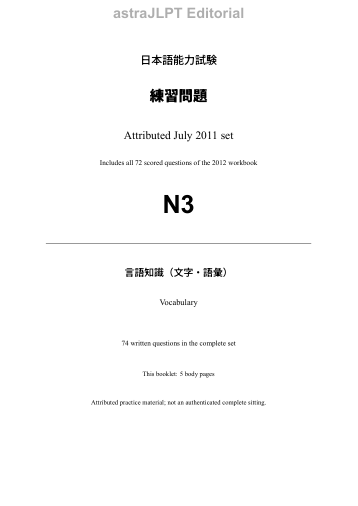 astraJLPT Editorial
日本語能力試験
練習問題
Attributed July 2011 set
Includes all 72 scored questions of the 2012 workbook
N3
言語知識（文字・語彙）
Vocabulary
74 written questions in the complete set
This booklet: 5 body pages
Attributed practice material; not an authenticated complete sitting.